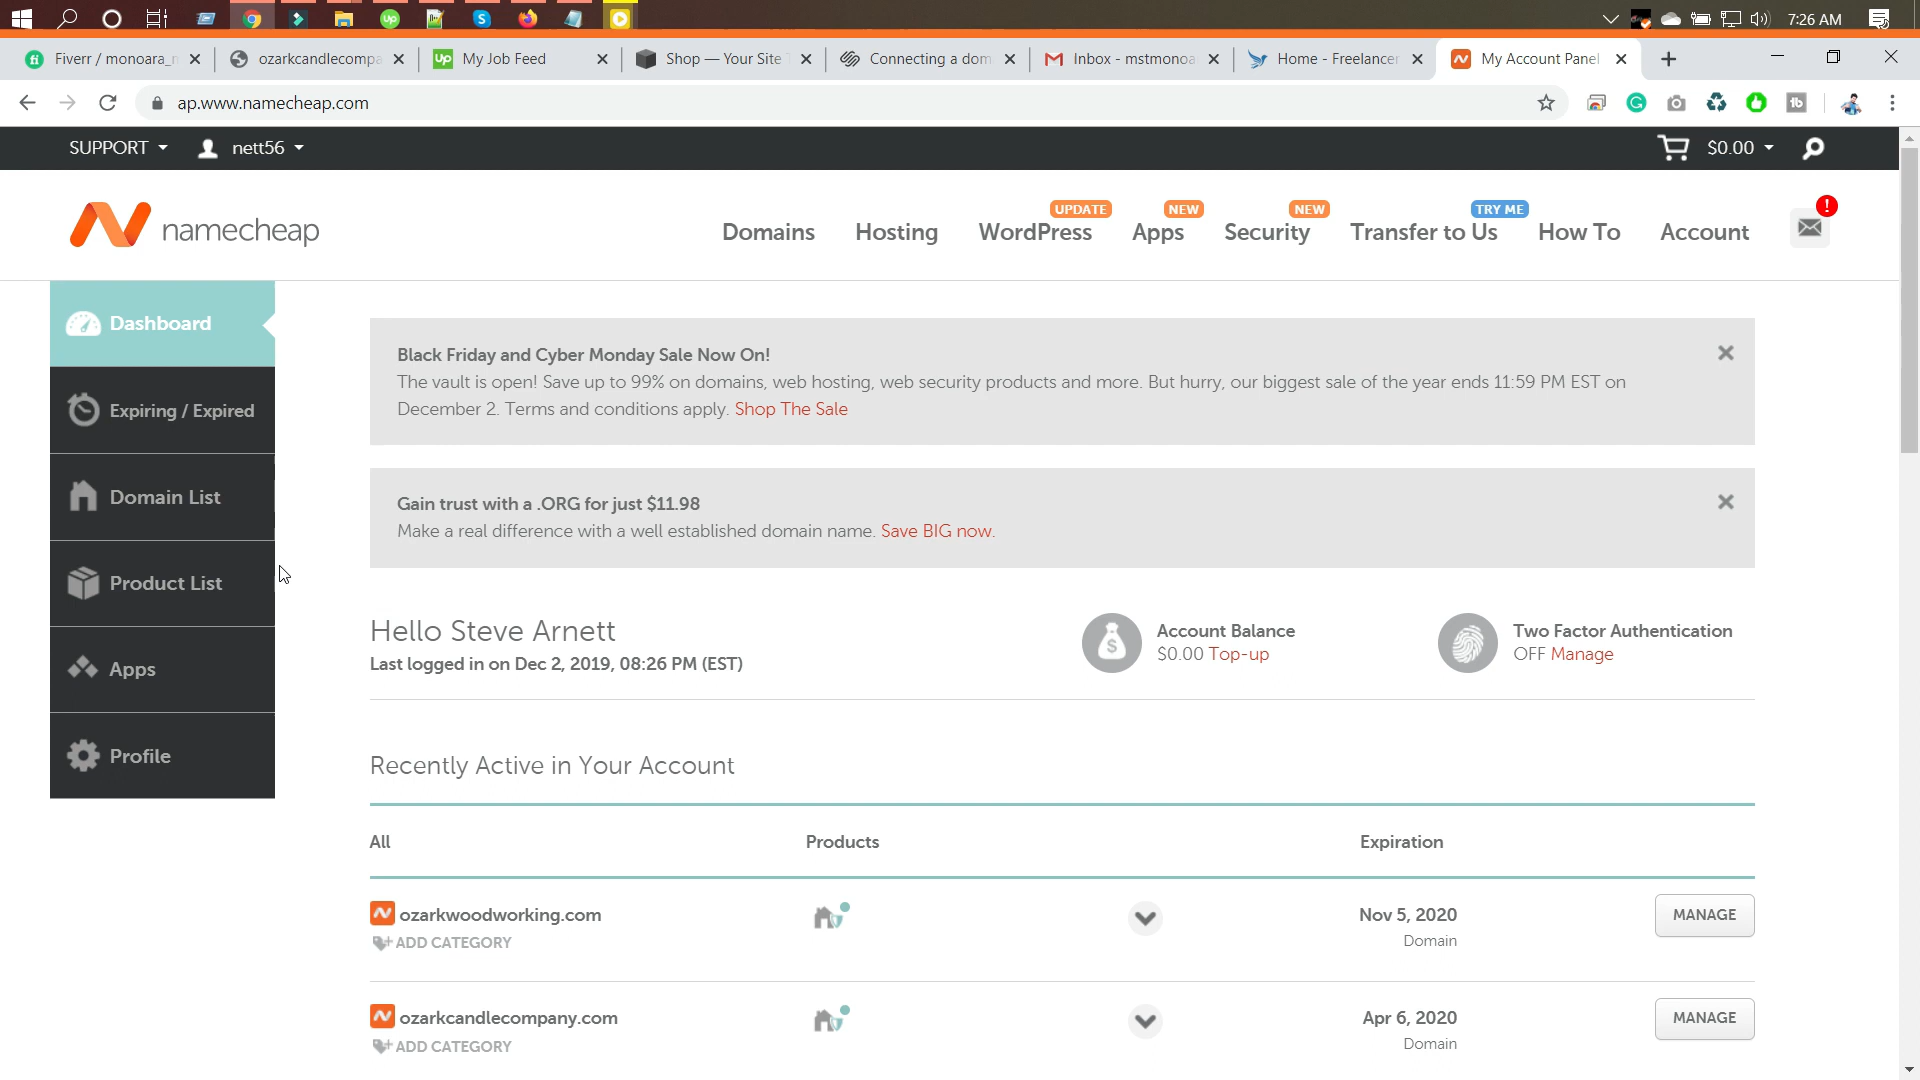 7:26 AM
Fiverr / monoara_
ozarkcandlecompa
My Job Feed
Shop — Your Site
Connecting a dom
Inbox - mstmonoa
Home - Freelancer
My Account Panel
ap.www.namecheap.com
SUPPORT
nett56
$0.00
namecheap
Domains
Hosting
WordPress
UPDATE
Apps
NEW
Security
NEW
Transfer to Us
TRY ME
How To
Account
Dashboard
Expiring / Expired
Domain List
Product List
Apps
Profile
Black Friday and Cyber Monday Sale Now On!
The vault is open! Save up to 99% on domains, web hosting, web security products and more. But hurry, our biggest sale of the year ends 11:59 PM EST on
December 2. Terms and conditions apply. Shop The Sale
Gain trust with a .ORG for just $11.98
Make a real difference with a well established domain name. Save BIG now.
Hello Steve Arnett
Last logged in on Dec 2, 2019, 08:26 PM (EST)
Account Balance
$0.00 Top-up
Two Factor Authentication
OFF Manage
Recently Active in Your Account
All
Products
Expiration
ozarkwoodworking.com
ADD CATEGORY
Nov 5, 2020
Domain
MANAGE
ozarkcandlecompany.com
ADD CATEGORY
Apr 6, 2020
Domain
MANAGE